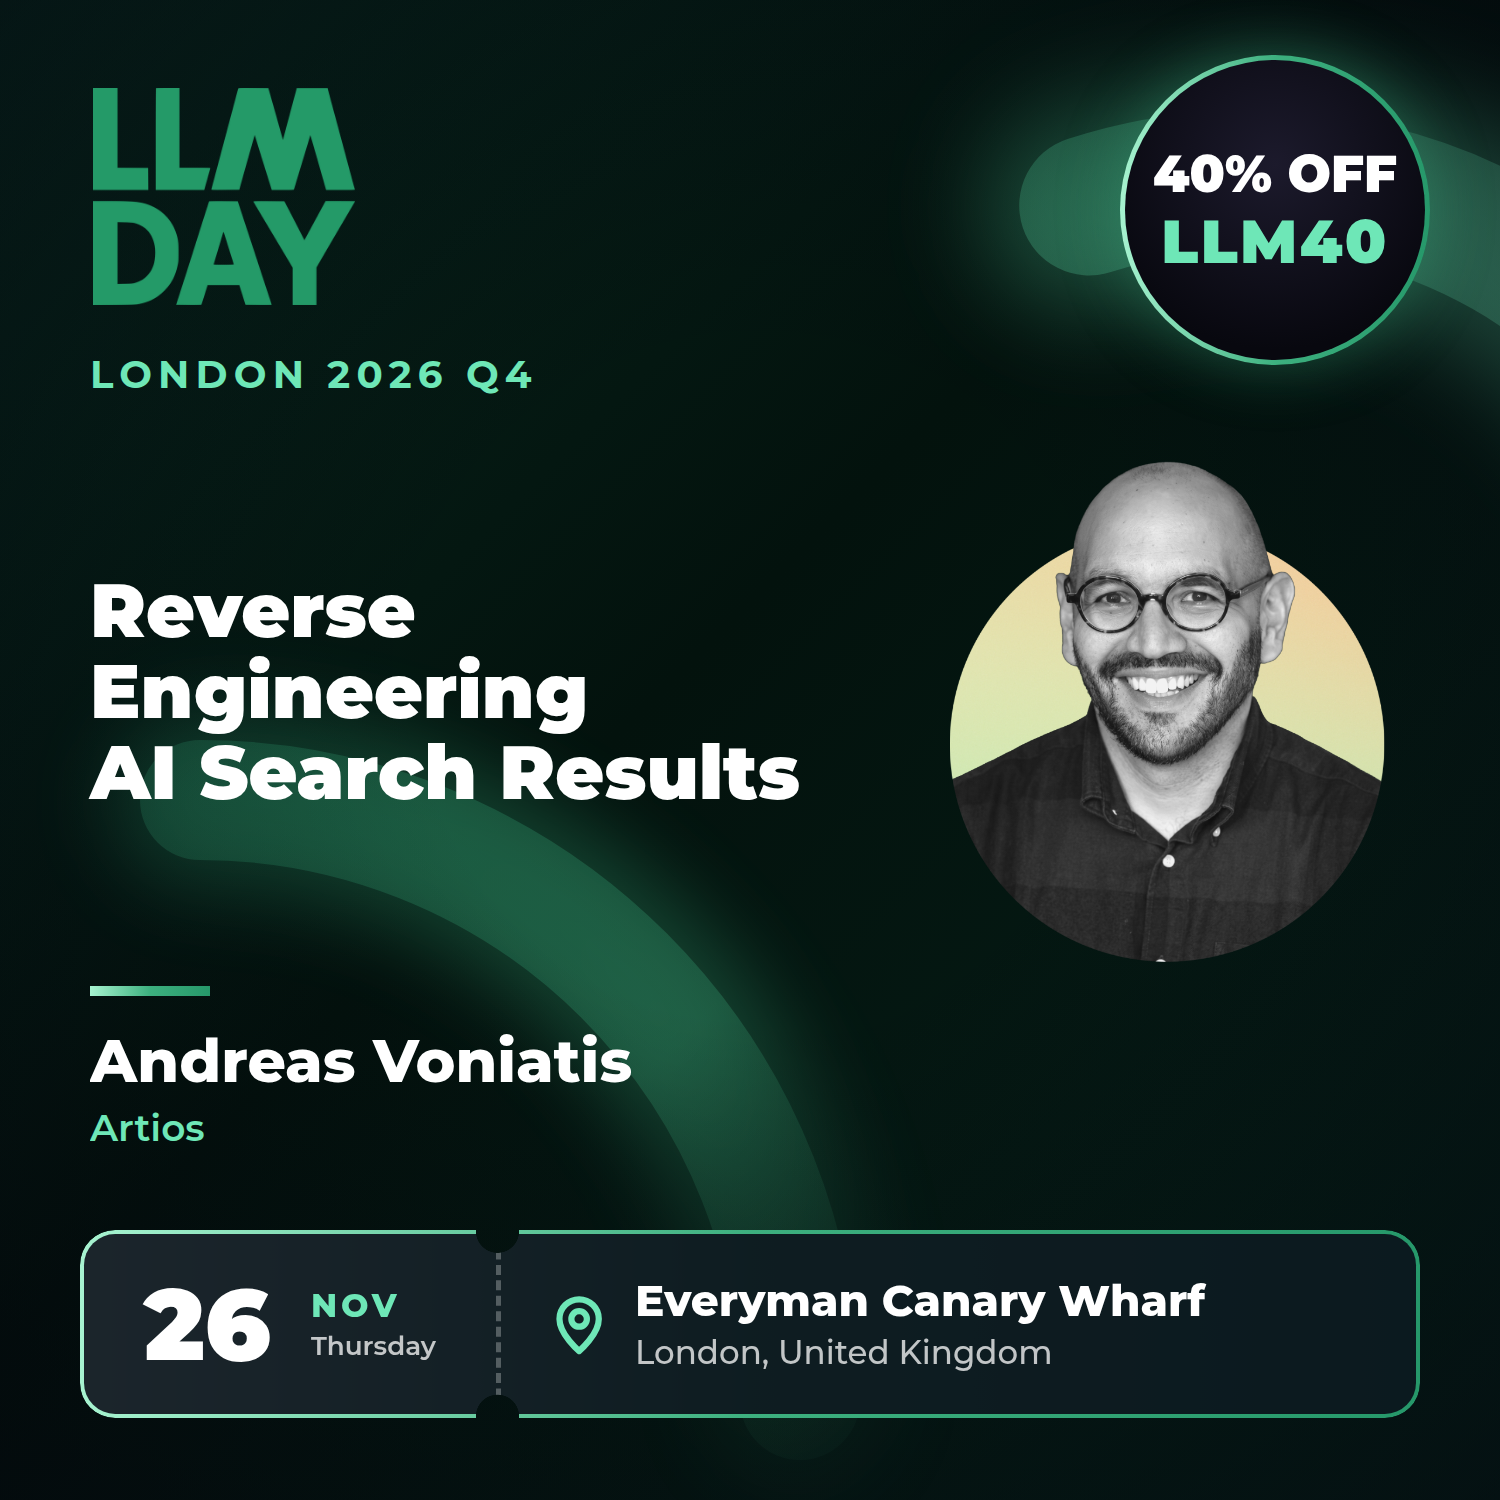 LLM
DAY
LONDON 2026 Q4
40% OFF
LLM40
Reverse
Engineering
AI Search Results
Andreas Voniatis
Artios
26
NOV
Thursday
Everyman Canary Wharf
London, United Kingdom